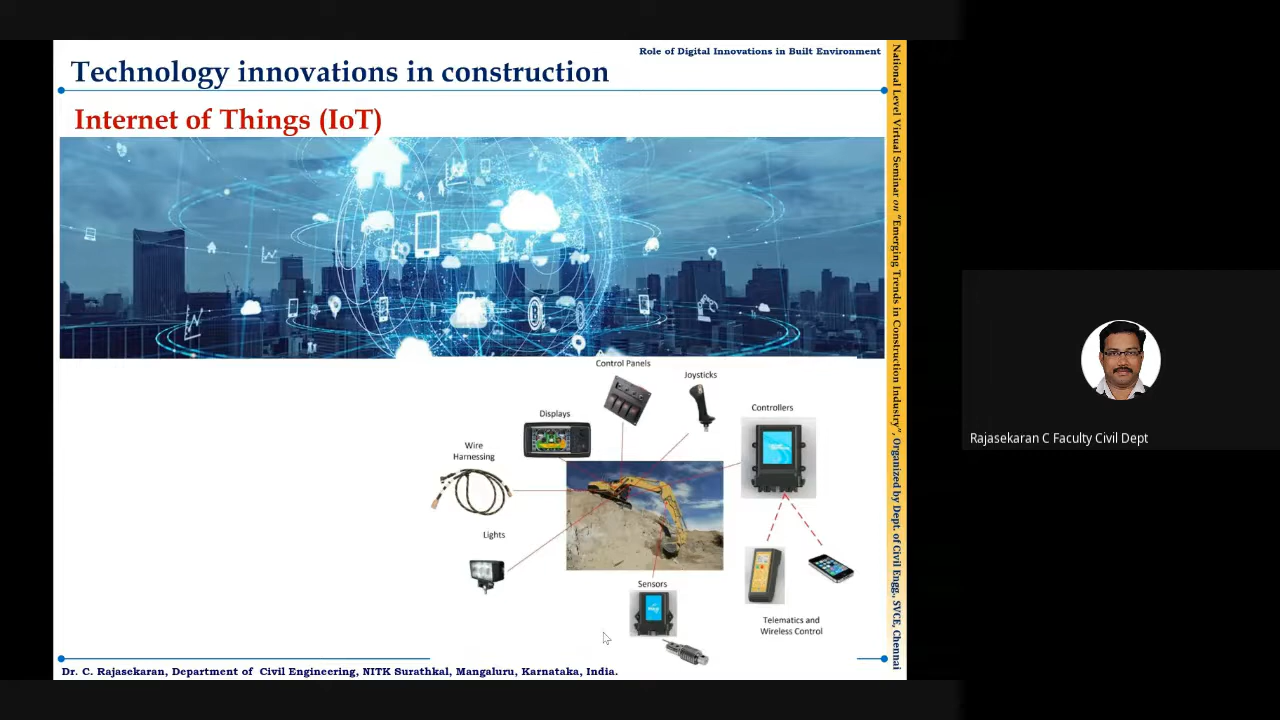 Role of Digital Innovations in Built Environment
Technology innovations in construction
Internet of Things (IoT)
Control Panels
Joysticks
Displays
Controllers
Wire
Harnessing
Lights
Sensors
Telematics and
Wireless Control
Dr. C. Rajasekaran, Department of Civil Engineering, NITK Surathkal, Mangaluru, Karnataka, India.
National Level Virtual Seminar on "Emerging Trends in Construction Industry", Organized by Dept. of Civil Engg., SVCE, Chennai
Rajasekaran C Faculty Civil Dept